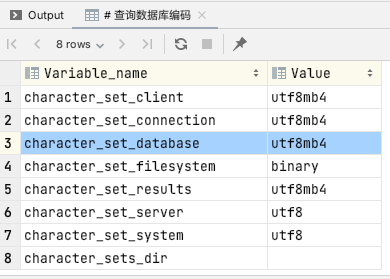 Output
# 查询数据库编码
8 rows
Variable_name Value
1 character_set_client utf8mb4
2 character_set_connection utf8mb4
3 character_set_database utf8mb4
4 character_set_filesystem binary
5 character_set_results utf8mb4
6 character_set_server utf8
7 character_set_system utf8
8 character_sets_dir